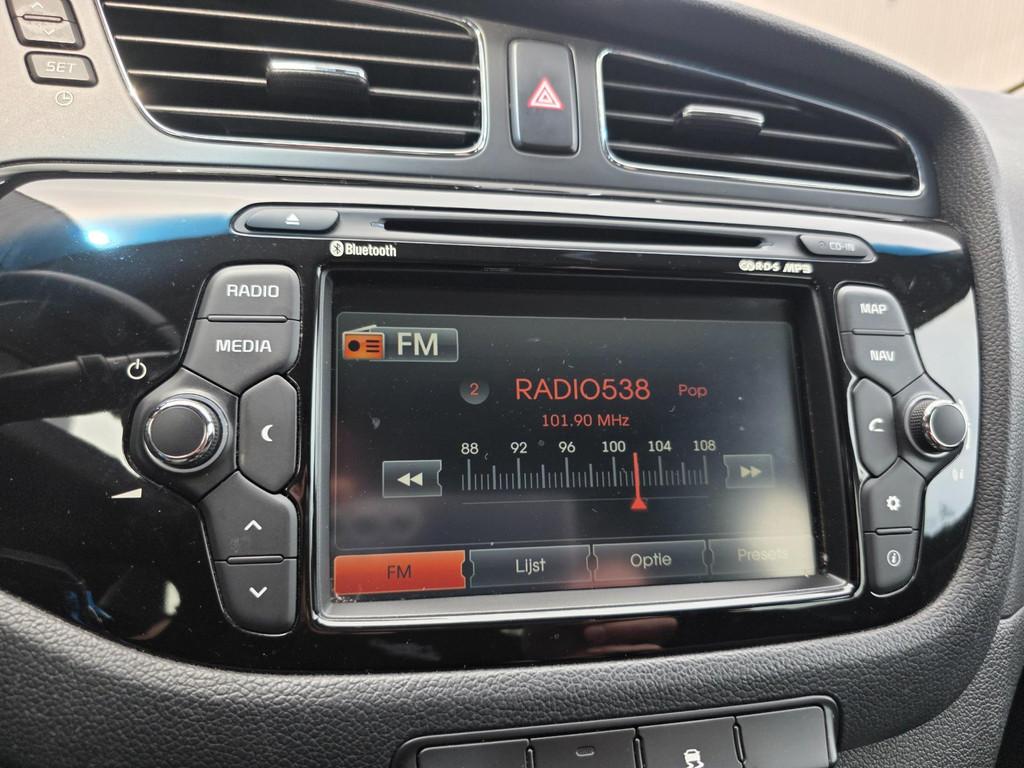 SET
Bluetooth
CD-IN
RDS MP3
RADIO
MEDIA
MAP
NAV
FM
2 RADIO538 Pop
101.90 MHz
88 92 96 100 104 108
FM Lijst Optie Presets